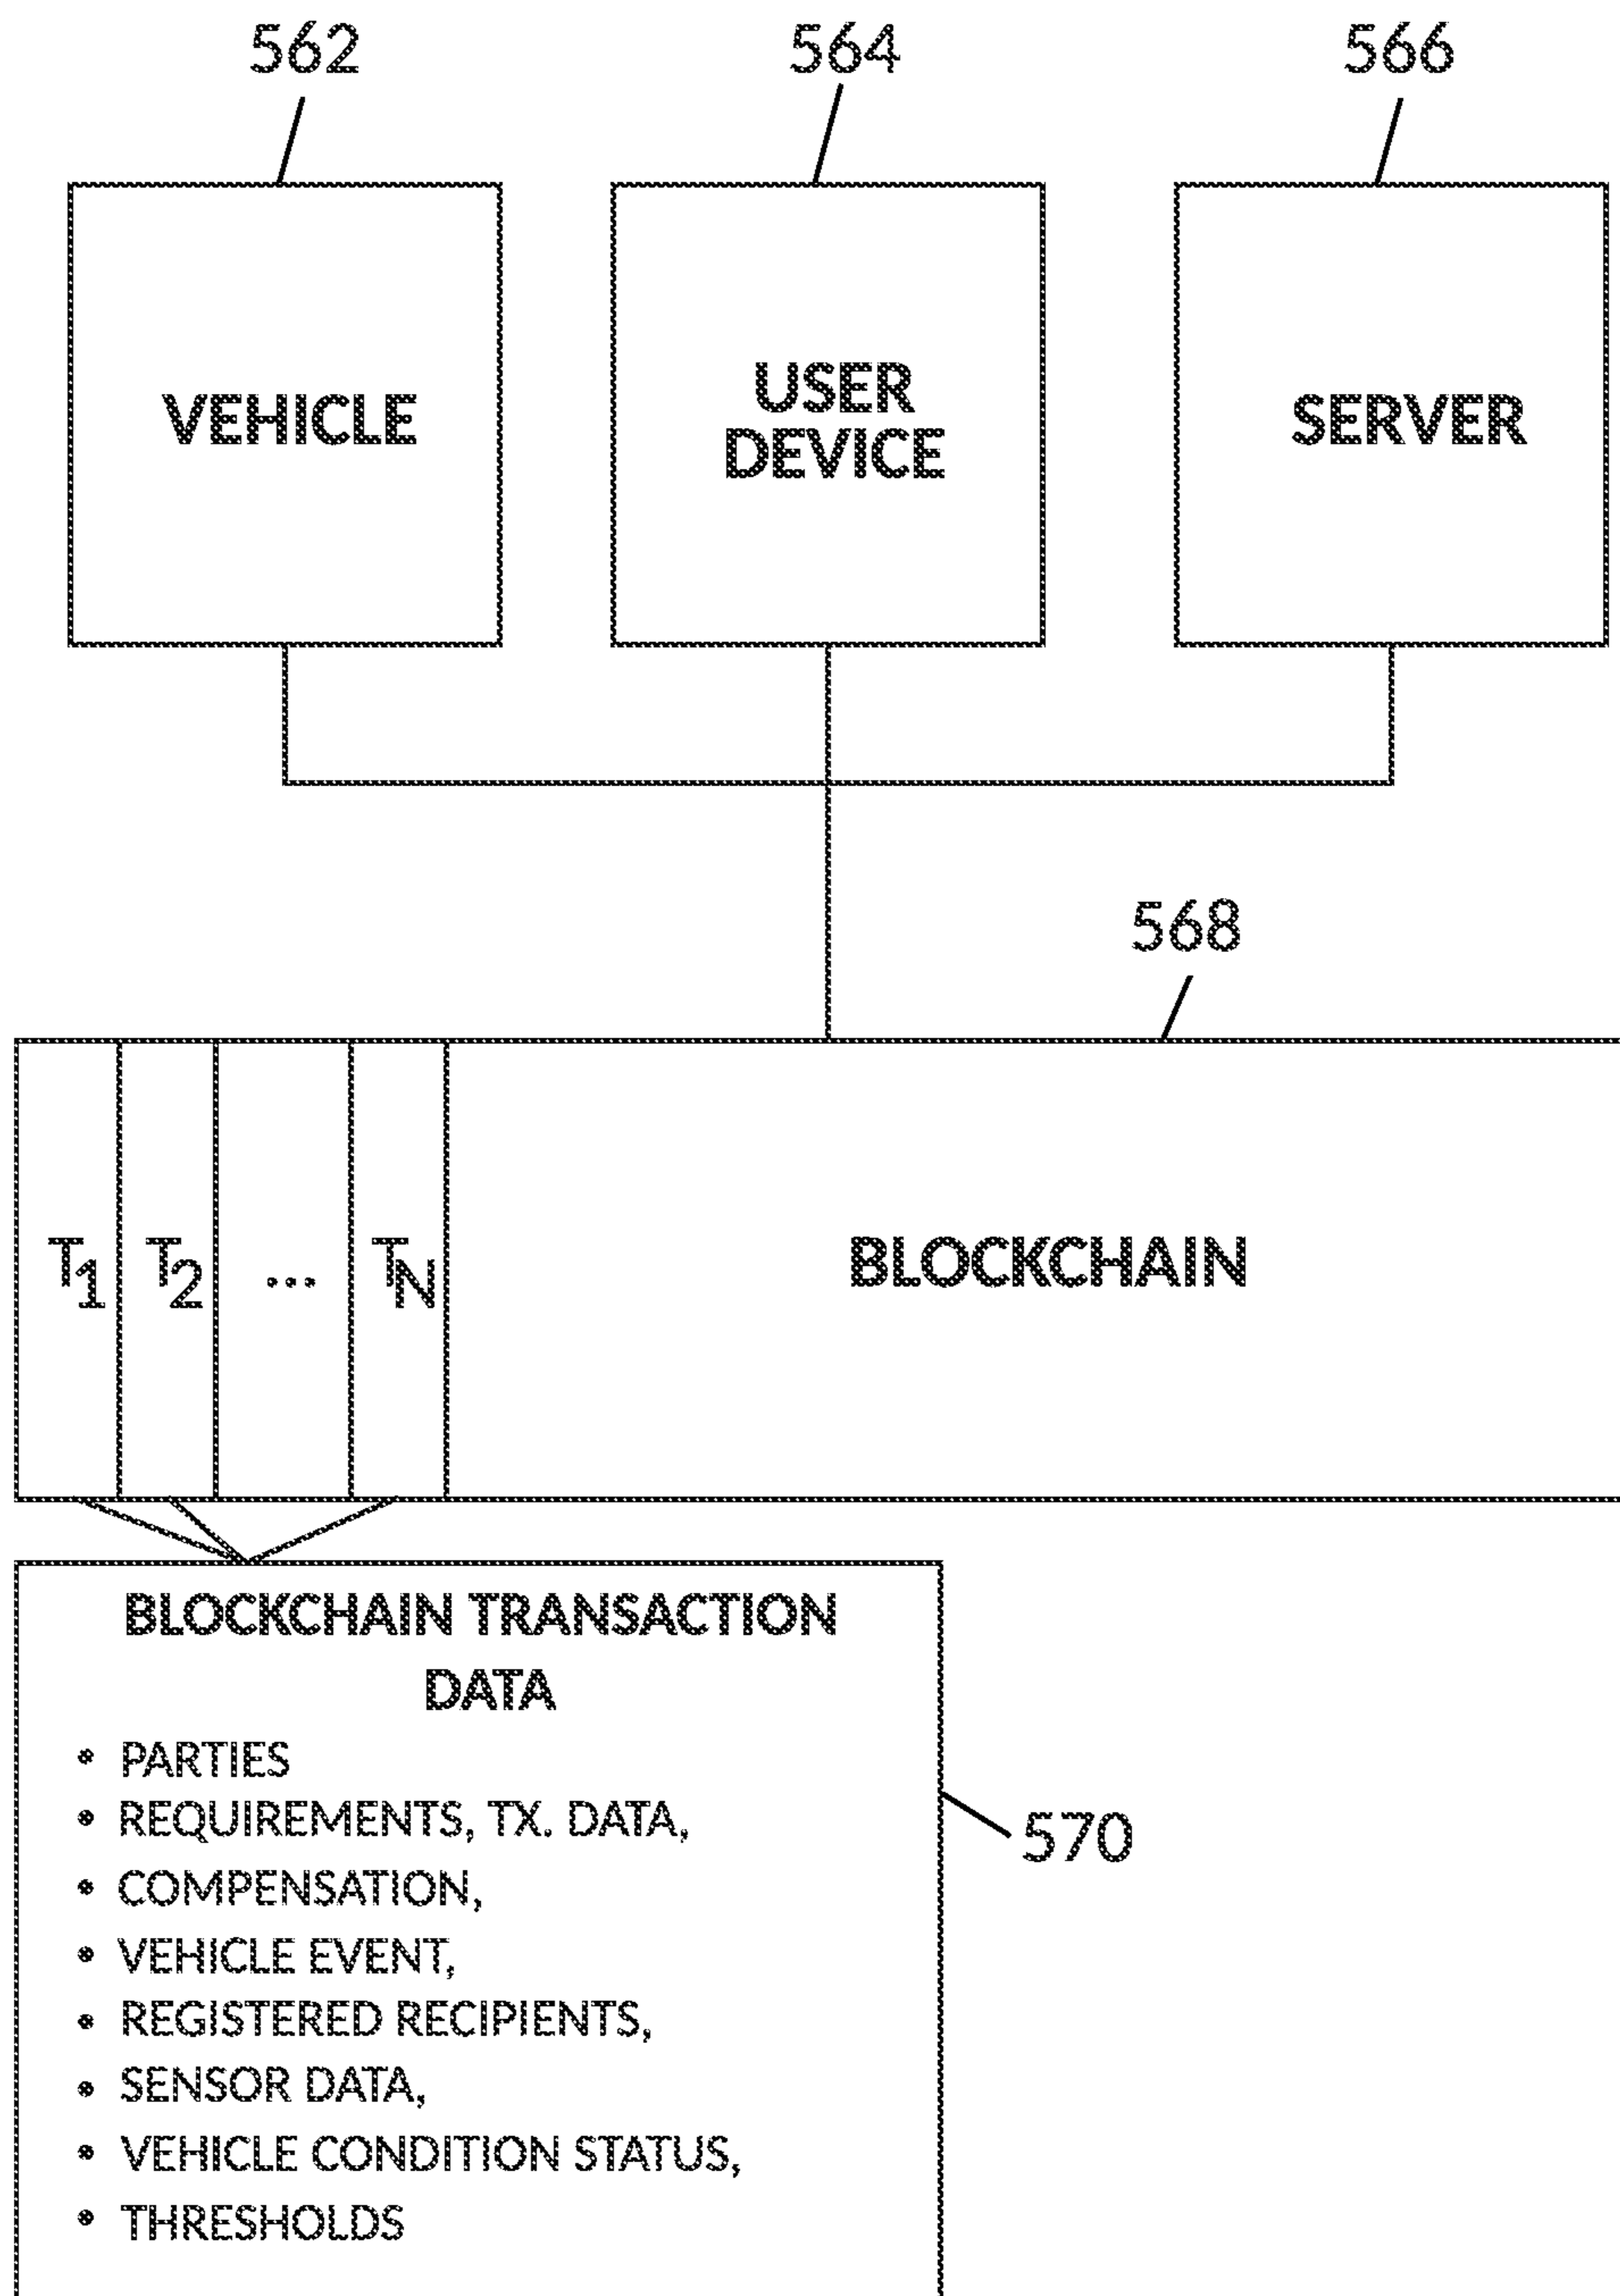 562
564
566
VEHICLE
USER
DEVICE
SERVER
568
T1
T2
...
TN
BLOCKCHAIN
BLOCKCHAIN TRANSACTION
DATA
• PARTIES
• REQUIREMENTS, TX. DATA,
• COMPENSATION,
• VEHICLE EVENT,
• REGISTERED RECIPIENTS,
• SENSOR DATA,
• VEHICLE CONDITION STATUS,
• THRESHOLDS
570